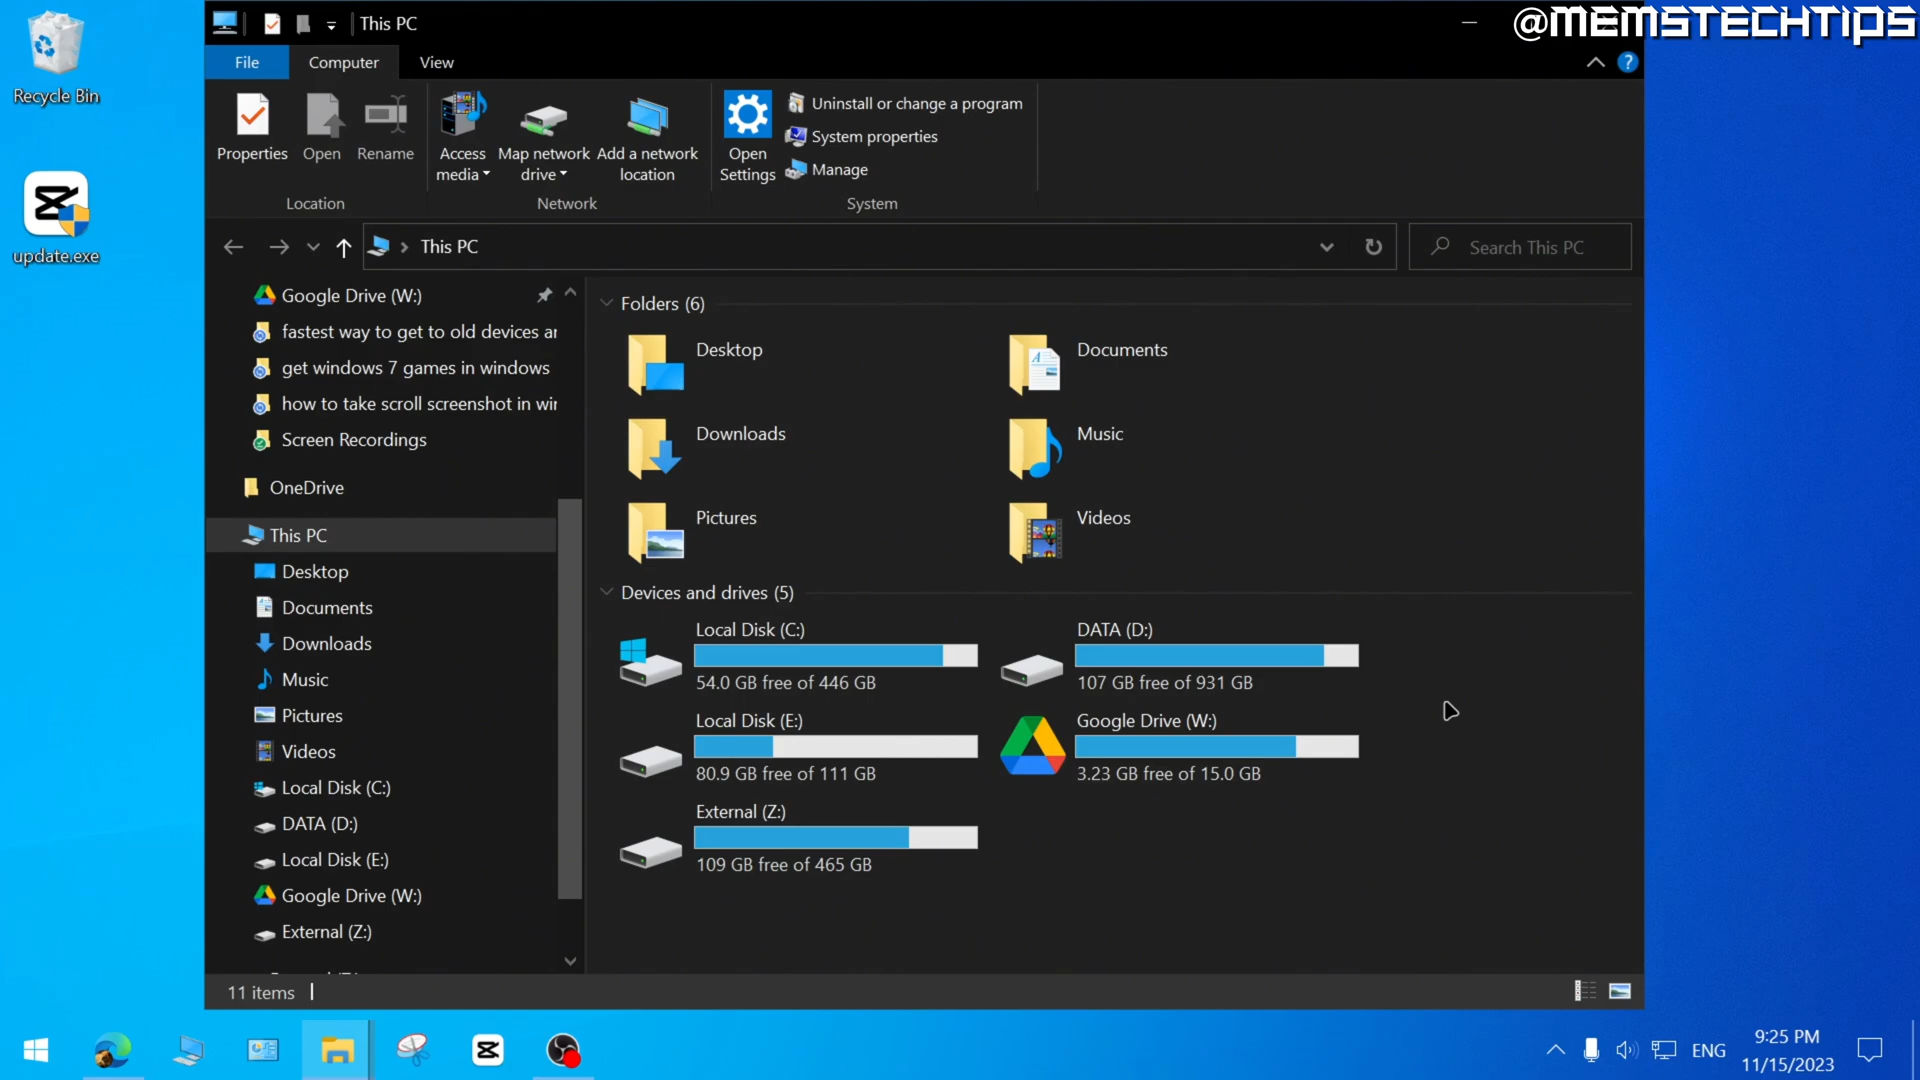 This PC
@MEMSTECHTIPS
Recycle Bin
update.exe
File
Computer
View
Properties
Open
Rename
Access
media
Map network
drive
Add a network
location
Open
Settings
Uninstall or change a program
System properties
Manage
Location
Network
System
This PC
Search This PC
Google Drive (W:)
fastest way to get to old devices ar
get windows 7 games in windows
how to take scroll screenshot in wir
Screen Recordings
OneDrive
This PC
Desktop
Documents
Downloads
Music
Pictures
Videos
Local Disk (C:)
DATA (D:)
Local Disk (E:)
Google Drive (W:)
External (Z:)
Folders (6)
Desktop
Documents
Downloads
Music
Pictures
Videos
Devices and drives (5)
Local Disk (C:)
54.0 GB free of 446 GB
DATA (D:)
107 GB free of 931 GB
Local Disk (E:)
80.9 GB free of 111 GB
Google Drive (W:)
3.23 GB free of 15.0 GB
External (Z:)
109 GB free of 465 GB
11 items
ENG
9:25 PM
11/15/2023